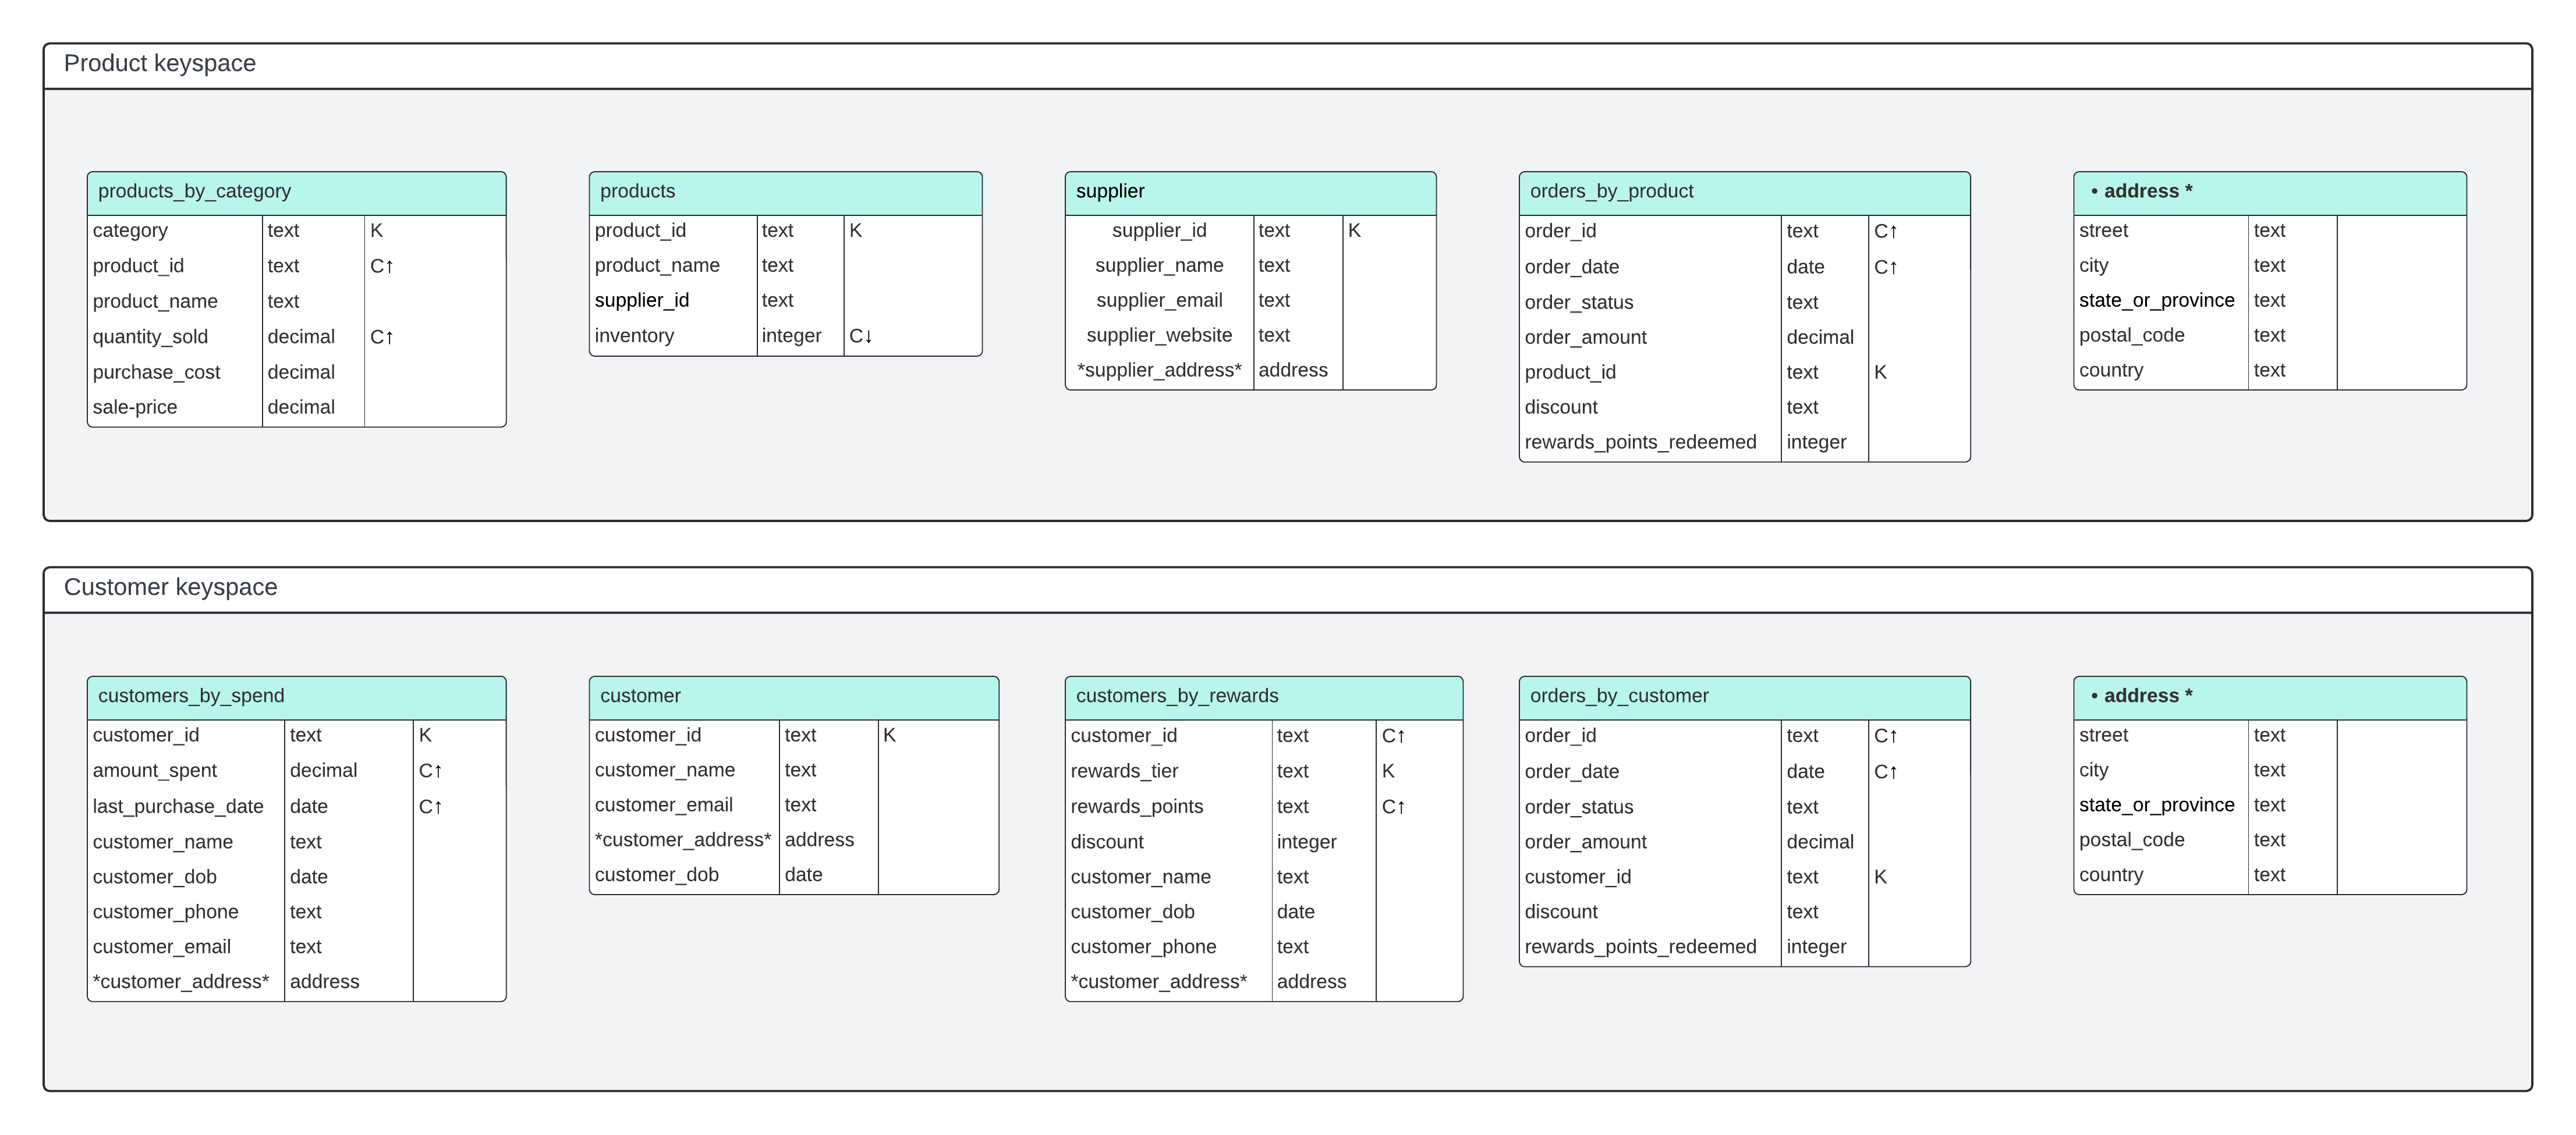 Product keyspace
products_by_category
category text K
product_id text C↑
product_name text
quantity_sold decimal C↑
purchase_cost decimal
sale-price decimal
products
product_id text K
product_name text
supplier_id text
inventory integer C↓
supplier
supplier_id text K
supplier_name text
supplier_email text
supplier_website text
*supplier_address* address
orders_by_product
order_id text C↑
order_date date C↑
order_status text
order_amount decimal
product_id text K
discount text
rewards_points_redeemed integer
• address *
street text
city text
state_or_province text
postal_code text
country text
Customer keyspace
customers_by_spend
customer_id text K
amount_spent decimal C↑
last_purchase_date date C↑
customer_name text
customer_dob date
customer_phone text
customer_email text
*customer_address* address
customer
customer_id text K
customer_name text
customer_email text
*customer_address* address
customer_dob date
customers_by_rewards
customer_id text C↑
rewards_tier text K
rewards_points text C↑
discount integer
customer_name text
customer_dob date
customer_phone text
*customer_address* address
orders_by_customer
order_id text C↑
order_date date C↑
order_status text
order_amount decimal
customer_id text K
discount text
rewards_points_redeemed integer
• address *
street text
city text
state_or_province text
postal_code text
country text